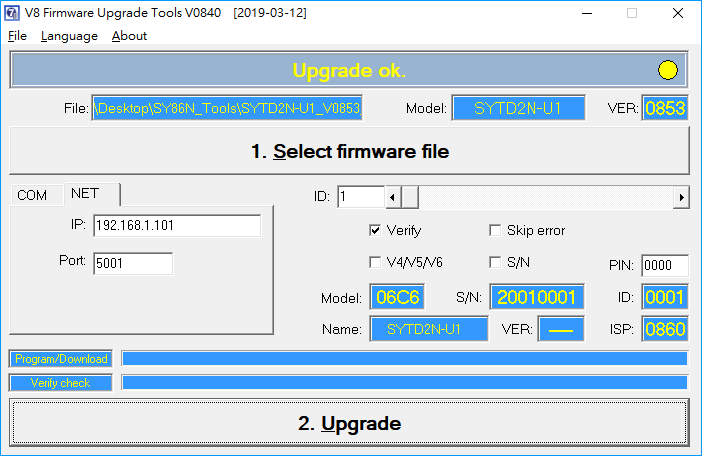 V8 Firmware Upgrade Tools V0840 [2019-03-12]
File Language About
Upgrade ok.
File: \Desktop\SY86N_Tools\SYTD2N-U1_V0853 Model: SYTD2N-U1 VER: 0853
1. Select firmware file
COM NET
IP: 192.168.1.101
Port: 5001
ID: 1
Verify Skip error
V4/V5/V6 S/N PIN: 0000
Model: 06C6 S/N: 20010001 ID: 0001
Name: SYTD2N-U1 VER: ---- ISP: 0860
Program/Download
Verify check
2. Upgrade